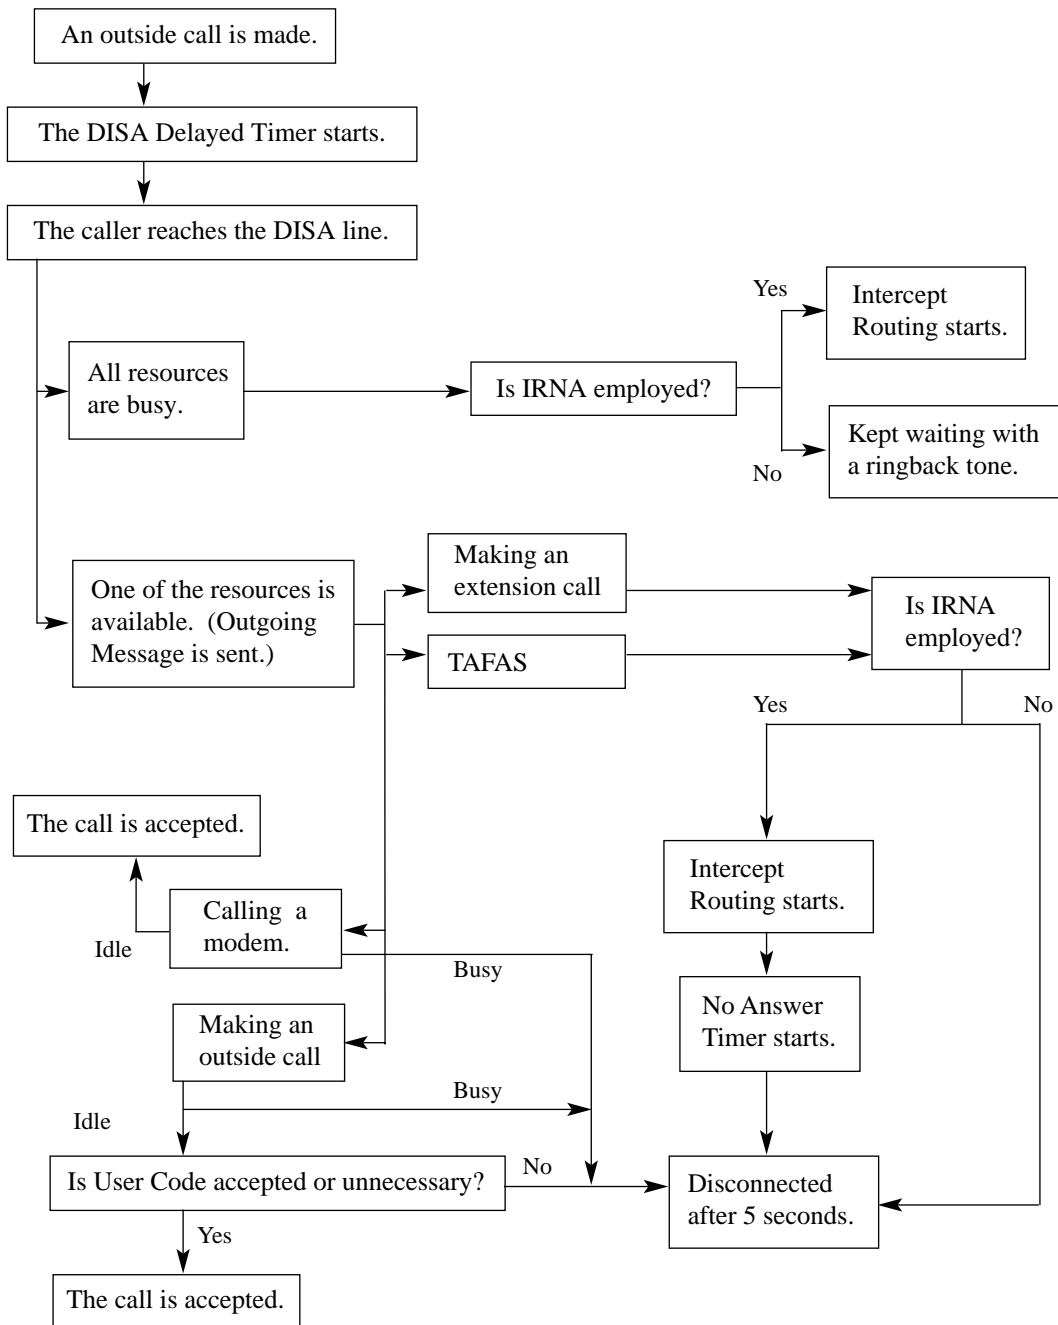 An outside call is made.
The DISA Delayed Timer starts.
The caller reaches the DISA line.
Yes
Intercept
Routing starts.
All resources
are busy.
Is IRNA employed?
No
Kept waiting with
a ringback tone.
One of the resources is
available. (Outgoing
Message is sent.)
Making an
extension call
TAFAS
Is IRNA
employed?
Yes
No
The call is accepted.
Intercept
Routing starts.
Calling a
modem.
Idle
Busy
No Answer
Timer starts.
Making an
outside call
Busy
Idle
Is User Code accepted or unnecessary?
No
Disconnected
after 5 seconds.
Yes
The call is accepted.